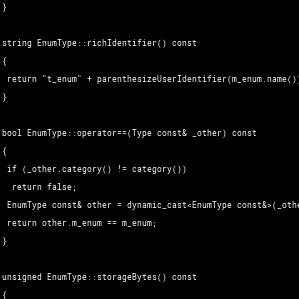 }
string EnumType::richIdentifier() const
{
return "t_enum" + parenthesizeUserIdentifier(m_enum.name())
}
bool EnumType::operator==(Type const& _other) const
{
if (_other.category() != category())
return false;
EnumType const& other = dynamic_cast<EnumType const&>(_othe
return other.m_enum == m_enum;
}
unsigned EnumType::storageBytes() const
{